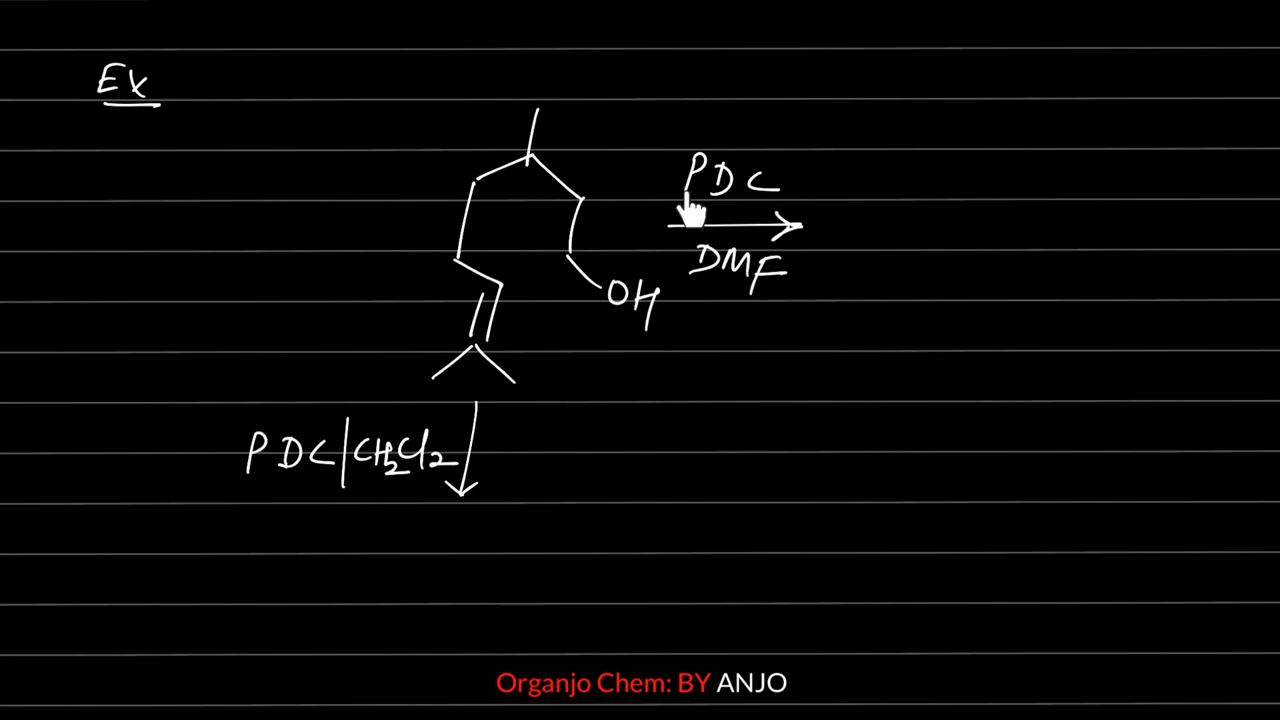 Ex
PDC
DMF
OH
PDC|CH₂Cl₂
Organjo Chem: BY ANJO